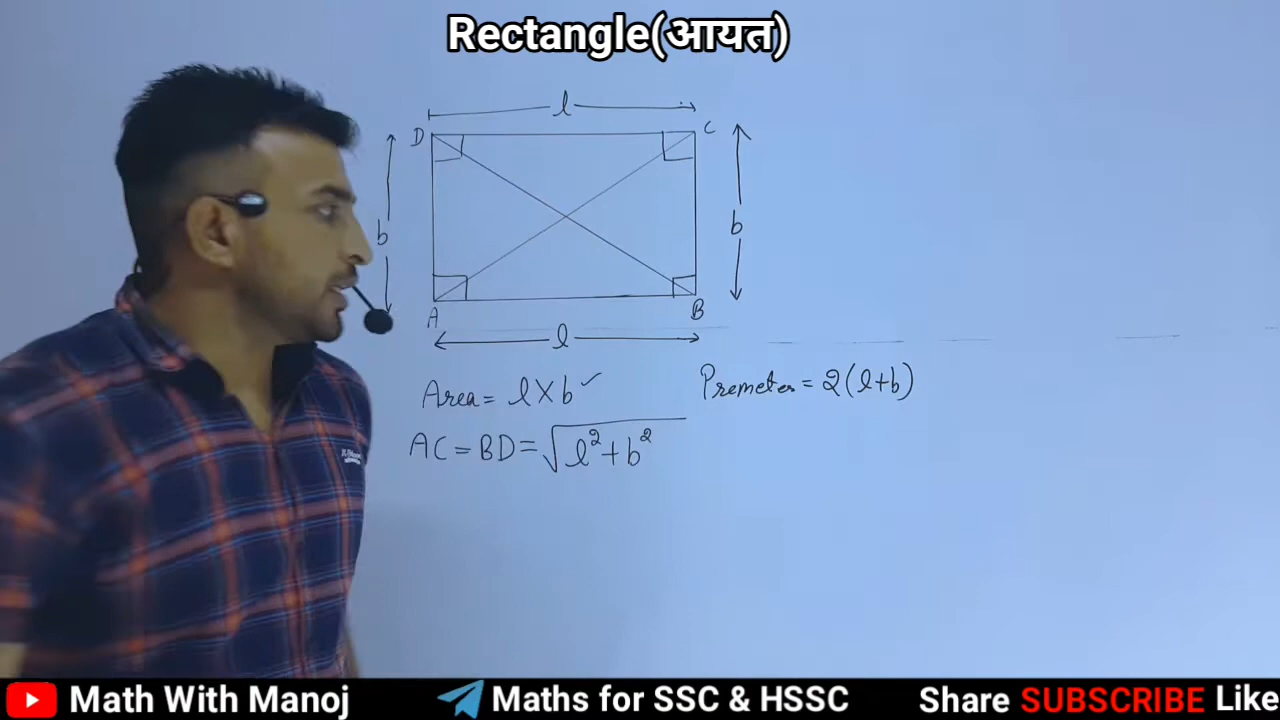 Rectangle(आयत)
l
D C
b b
A B
l
Area = l X b ✓ Premeter = 2(l+b)
AC = BD = √l²+b²
Math With Manoj Maths for SSC & HSSC Share SUBSCRIBE Like